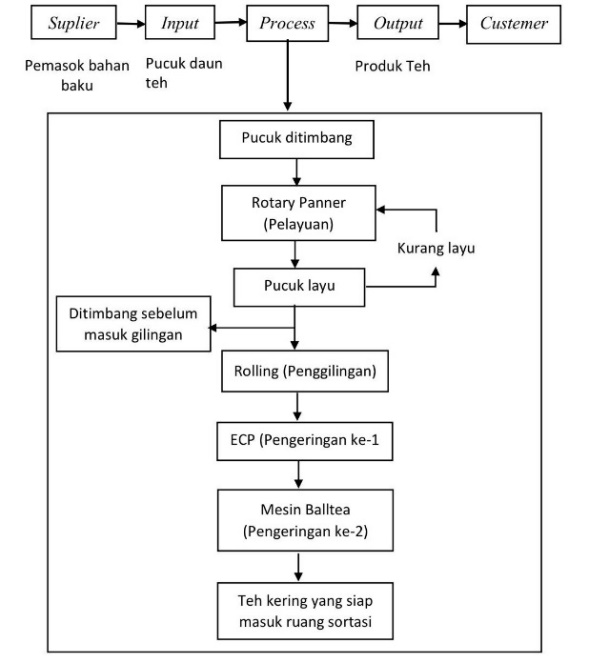 Suplier
Input
Process
Output
Custemer
Pemasok bahan
baku
Pucuk daun
teh
Produk Teh
Pucuk ditimbang
Rotary Panner
(Pelayuan)
Kurang layu
Pucuk layu
Ditimbang sebelum
masuk gilingan
Rolling (Penggilingan)
ECP (Pengeringan ke-1
Mesin Balltea
(Pengeringan ke-2)
Teh kering yang siap
masuk ruang sortasi